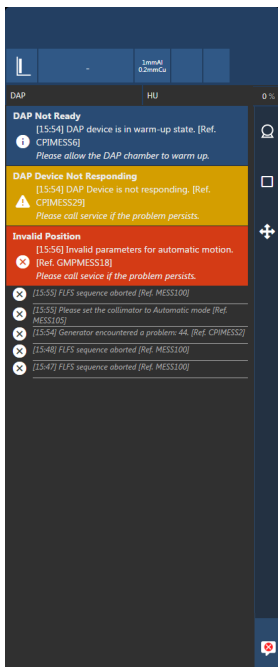 1mmAl
0.2mmCu
-
DAP HU 0 %
DAP Not Ready
[15:54] DAP device is in warm-up state. [Ref.
CPIMESS6]
Please allow the DAP chamber to warm up.
DAP Device Not Responding
[15:54] DAP Device is not responding. [Ref.
CPIMESS29]
Please call service if the problem persists.
Invalid Position
[15:56] Invalid parameters for automatic motion.
[Ref. GMPMESS18]
Please call sevice if the problem persists.
[15:55] FLFS sequence aborted [Ref. MESS100]
[15:55] Please set the collimator to Automatic mode [Ref.
MESS105]
[15:54] Generator encountered a problem: 44. [Ref. CPIMESS2]
[15:48] FLFS sequence aborted [Ref. MESS100]
[15:47] FLFS sequence aborted [Ref. MESS100]